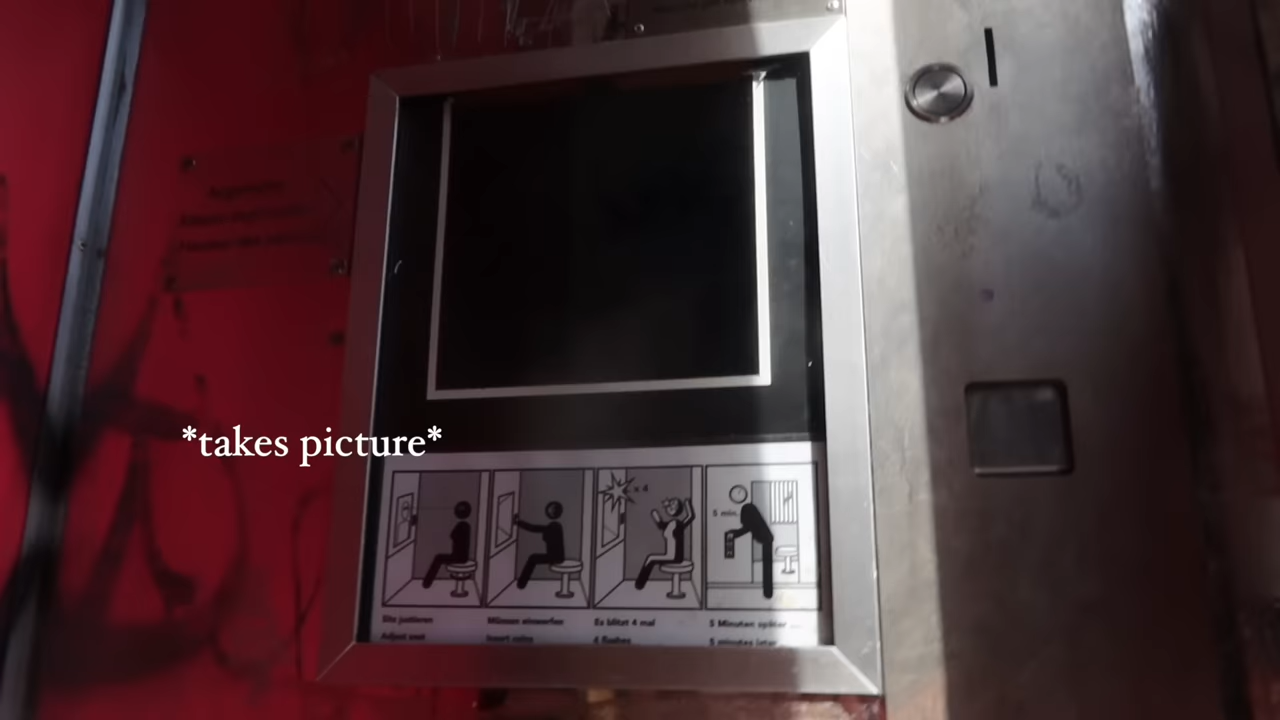 *takes picture*
x 4
5 min.
Sitz justieren
Adjust seat
Münzen einwerfen
Insert coins
Es blitzt 4 mal
4 flashes
5 Minuten später ...
5 minutes later